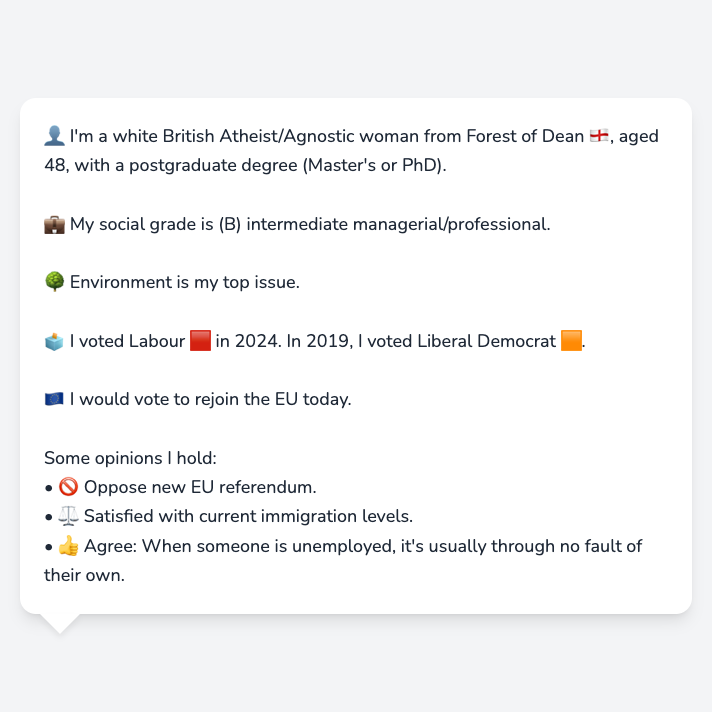 👤 I'm a white British Atheist/Agnostic woman from Forest of Dean 🏴󠁧󠁢󠁥󠁮󠁧󠁿, aged
48, with a postgraduate degree (Master's or PhD).
💼 My social grade is (B) intermediate managerial/professional.
🌳 Environment is my top issue.
🗳️ I voted Labour 🟥 in 2024. In 2019, I voted Liberal Democrat 🟧.
🇪🇺 I would vote to rejoin the EU today.
Some opinions I hold:
• 🚫 Oppose new EU referendum.
• ⚖️ Satisfied with current immigration levels.
• 👍 Agree: When someone is unemployed, it's usually through no fault of
their own.